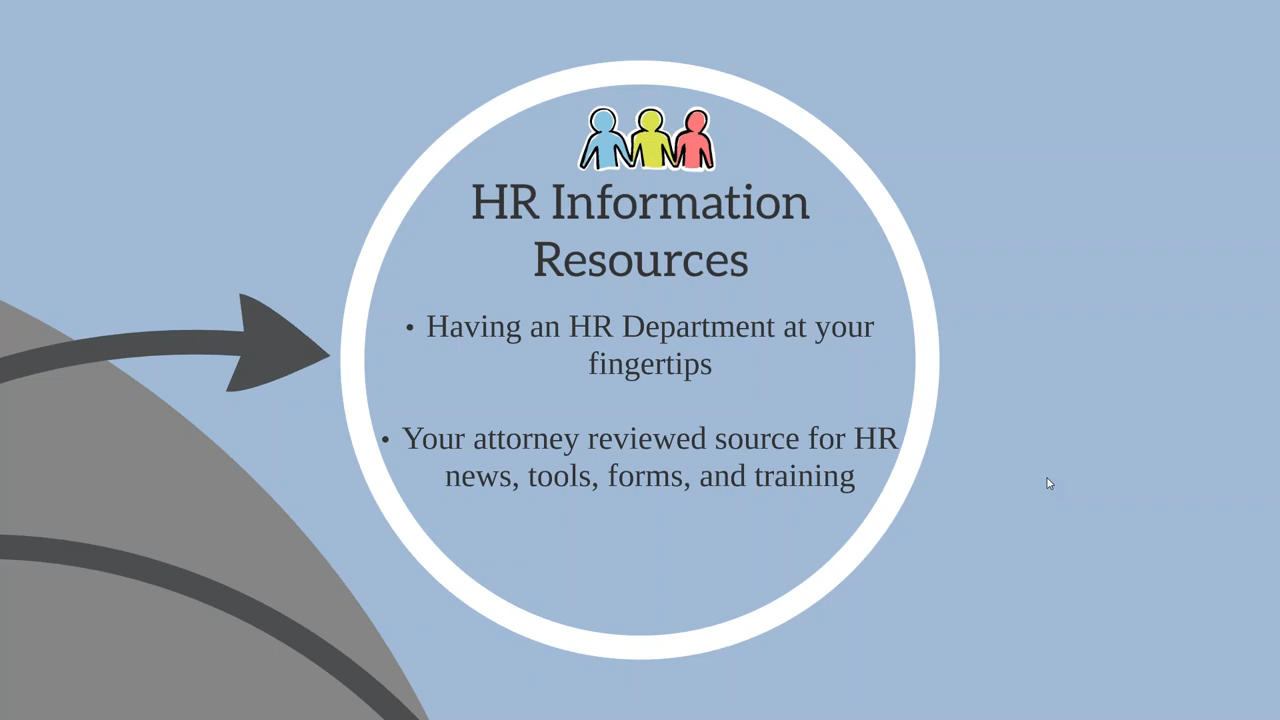 HR Information
Resources
• Having an HR Department at your
fingertips
• Your attorney reviewed source for HR
news, tools, forms, and training